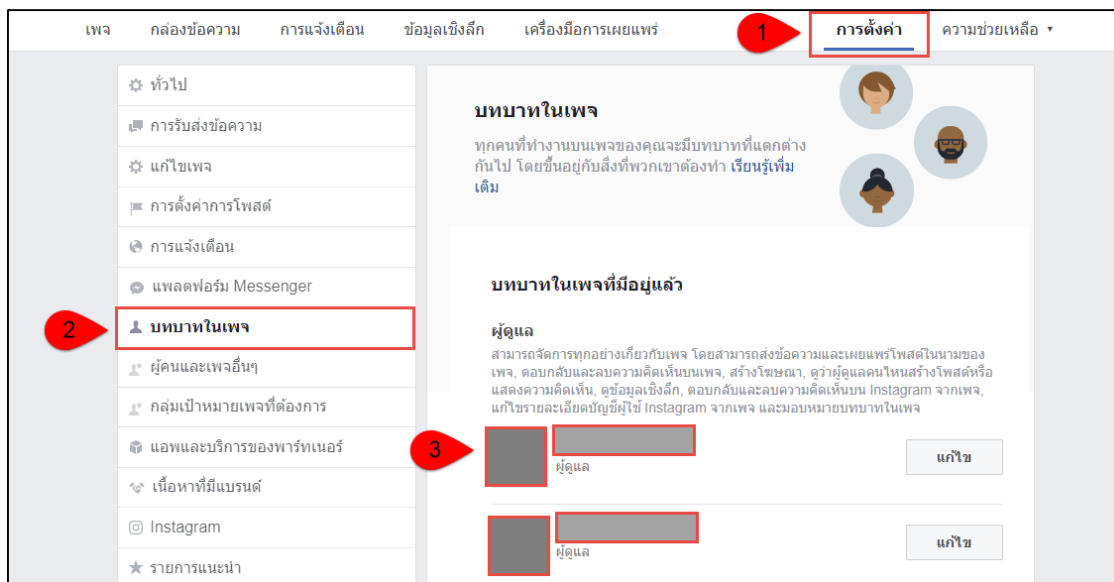 เพจ กล่องข้อความ การแจ้งเตือน ข้อมูลเชิงลึก เครื่องมือการเผยแพร่ 1 การตั้งค่า ความช่วยเหลือ
ทั่วไป
การรับส่งข้อความ
แก้ไขเพจ
การตั้งค่าการโพสต์
การแจ้งเตือน
แพลตฟอร์ม Messenger
2 บทบาทในเพจ
ผู้คนและเพจอื่นๆ
กลุ่มเป้าหมายเพจที่ต้องการ
แอพและบริการของพาร์ทเนอร์
เนื้อหาที่มีแบรนด์
Instagram
รายการแนะนำ
บทบาทในเพจ
ทุกคนที่ทำงานบนเพจของคุณจะมีบทบาทที่แตกต่าง
กันไป โดยขึ้นอยู่กับสิ่งที่พวกเขาต้องทำ เรียนรู้เพิ่ม
เติม
บทบาทในเพจที่มีอยู่แล้ว
ผู้ดูแล
สามารถจัดการทุกอย่างเกี่ยวกับเพจ โดยสามารถส่งข้อความและเผยแพร่โพสต์ในนามของ
เพจ, ตอบกลับและลบความคิดเห็นบนเพจ, สร้างโฆษณา, ดูว่าผู้ดูแลคนไหนสร้างโพสต์หรือ
แสดงความคิดเห็น, ดูข้อมูลเชิงลึก, ตอบกลับและลบความคิดเห็นบน Instagram จากเพจ,
แก้ไขรายละเอียดบัญชีผู้ใช้ Instagram จากเพจ และมอบหมายบทบาทในเพจ
3
ผู้ดูแล
แก้ไข
ผู้ดูแล
แก้ไข